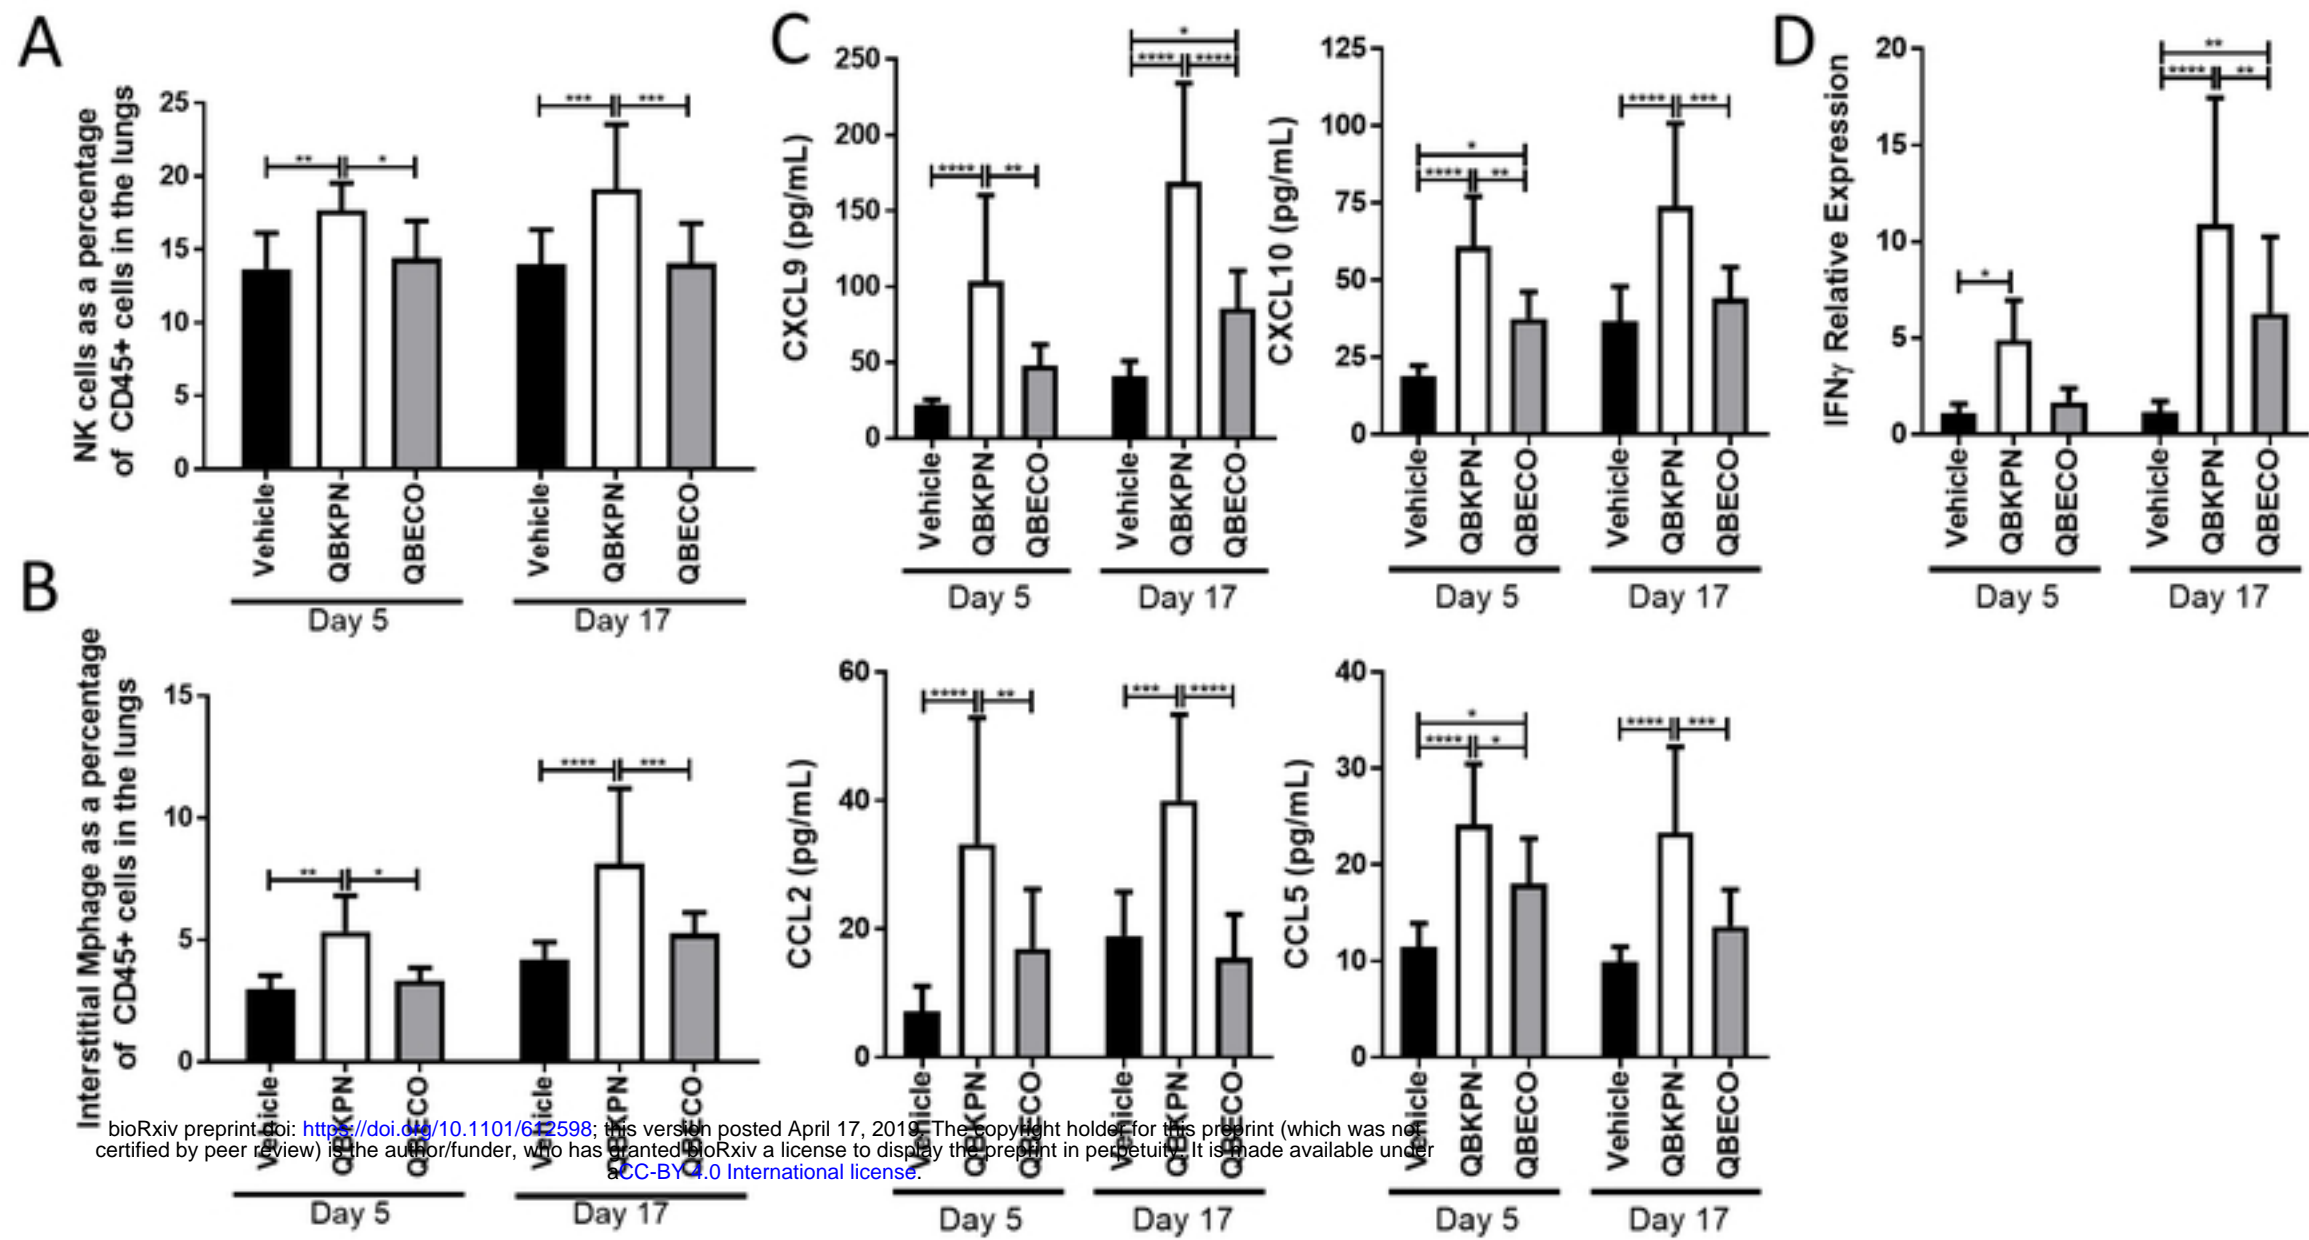 A
NK cells as a percentage
of CD45+ cells in the lungs
25
20
15
10
5
0
** * *** ***
Vehicle QBKPN QBECO Vehicle QBKPN QBECO
Day 5 Day 17
B
Interstitial Mphage as a percentage
of CD45+ cells in the lungs
15
10
5
0
** * **** ***
Vehicle QBKPN QBECO Vehicle QBKPN QBECO
Day 5 Day 17
C
CXCL9 (pg/mL)
250
200
150
100
50
0
**** ** * **** ****
Vehicle QBKPN QBECO Vehicle QBKPN QBECO
Day 5 Day 17
CXCL10 (pg/mL)
125
100
75
50
25
0
* **** ** **** ***
Vehicle QBKPN QBECO Vehicle QBKPN QBECO
Day 5 Day 17
CCL2 (pg/mL)
60
40
20
0
**** ** *** ****
Vehicle QBKPN QBECO Vehicle QBKPN QBECO
Day 5 Day 17
CCL5 (pg/mL)
40
30
20
10
0
* **** * **** ***
Vehicle QBKPN QBECO Vehicle QBKPN QBECO
Day 5 Day 17
D
IFNγ Relative Expression
20
15
10
5
0
* ** **** **
Vehicle QBKPN QBECO Vehicle QBKPN QBECO
Day 5 Day 17
bioRxiv preprint doi: https://doi.org/10.1101/612598; this version posted April 17, 2019. The copyright holder for this preprint (which was not
certified by peer review) is the author/funder, who has granted bioRxiv a license to display the preprint in perpetuity. It is made available under
aCC-BY 4.0 International license.